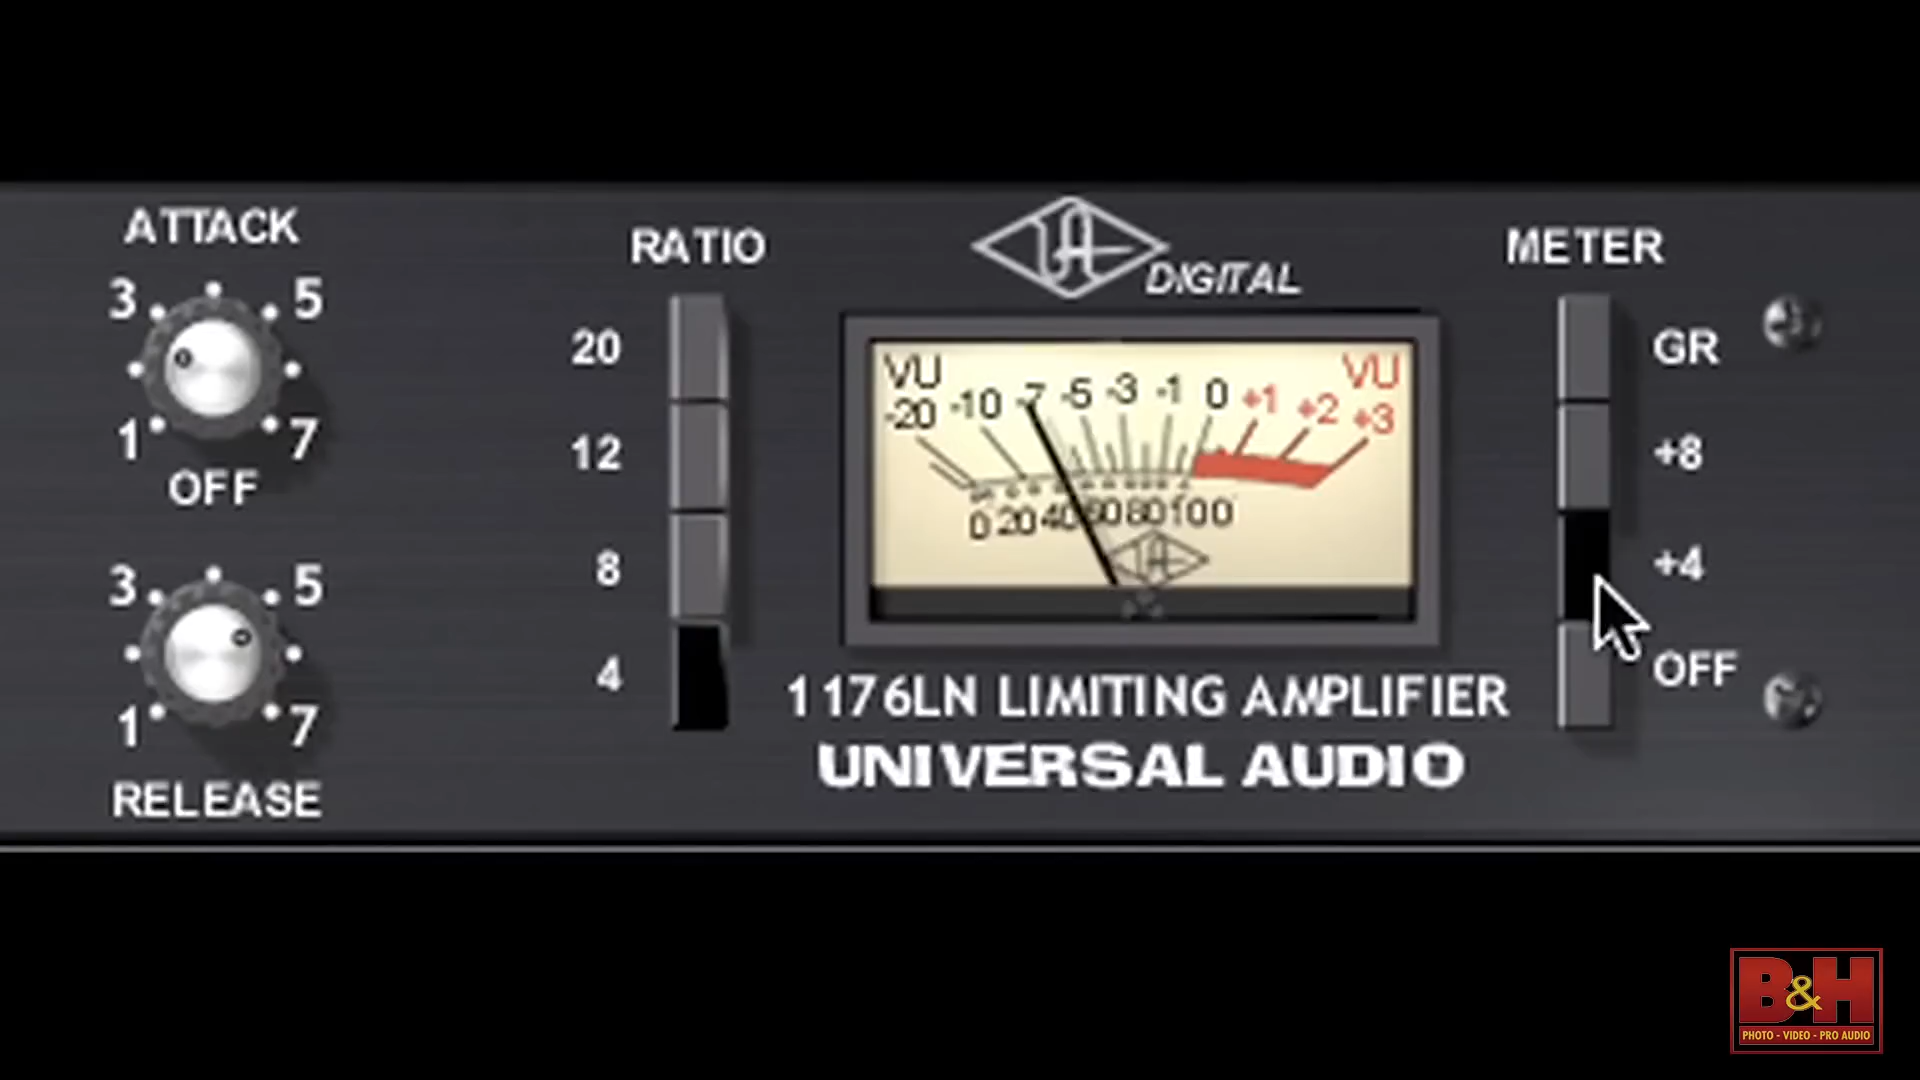 ATTACK
3 5
1 7
OFF
3 5
1 7
RELEASE
RATIO
20
12
8
4
UA DIGITAL
VU VU
-20 -10 -7 -5 -3 -1 0 +1 +2 +3
0 20 40 60 80 100
UA
1176LN LIMITING AMPLIFIER
UNIVERSAL AUDIO
METER
GR
+8
+4
OFF
B&H
PHOTO - VIDEO - PRO AUDIO